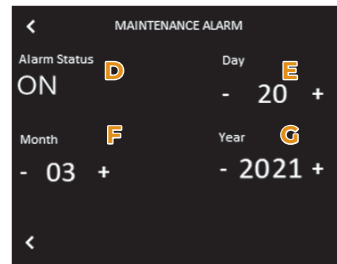 < MAINTENANCE ALARM
Alarm Status D
ON
Day E
- 20 +
Month F
- 03 +
Year G
- 2021 +
<